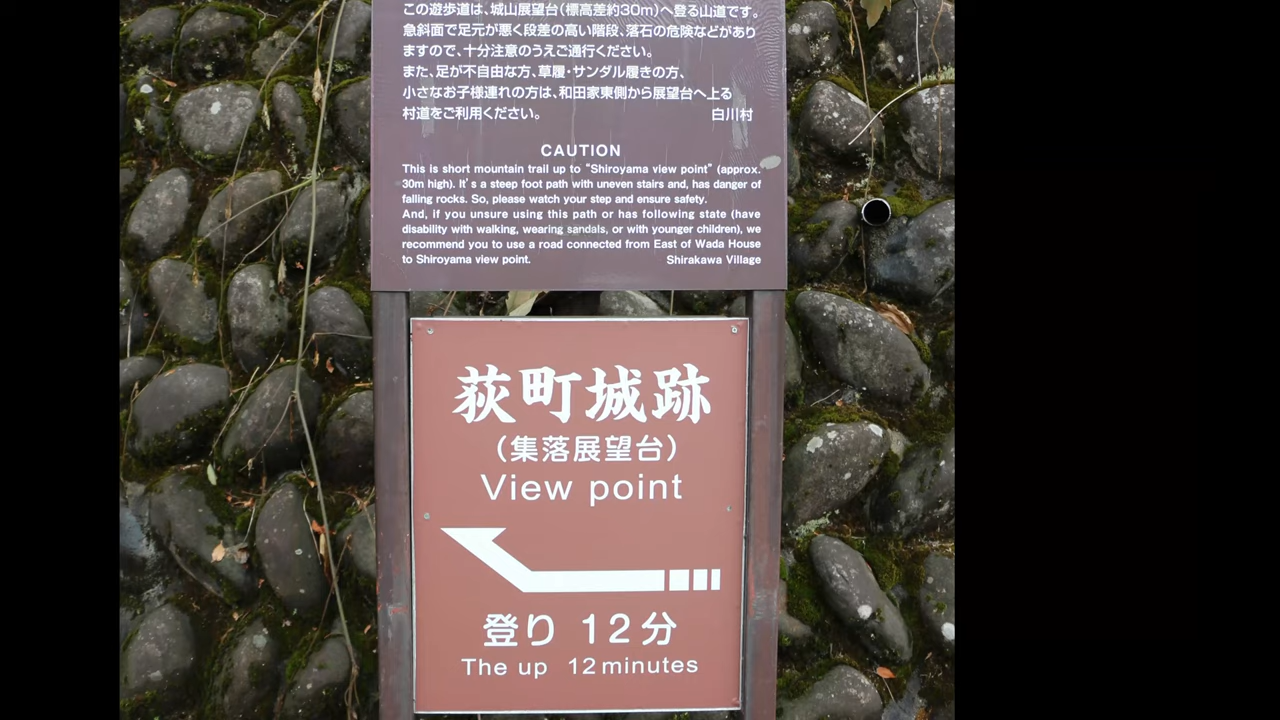 この遊歩道は、城山展望台(標高差約30m)へ登る山道です。
急斜面で足元が悪く段差の高い階段、落石の危険などがあり
ますので、十分注意のうえご通行ください。
また、足が不自由な方、草履・サンダル履きの方、
小さなお子様連れの方は、和田家東側から展望台へ上る
村道をご利用ください。 白川村
CAUTION
This is short mountain trail up to “Shiroyama view point” (approx.
30m high). It's a steep foot path with uneven stairs and, has danger of
falling rocks. So, please watch your step and ensure safety.
And, if you unsure using this path or has following state (have
disability with walking, wearing sandals, or with younger children), we
recommend you to use a road connected from East of Wada House
to Shiroyama view point. Shirakawa Village
荻町城跡
(集落展望台)
View point
登り 12分
The up 12minutes